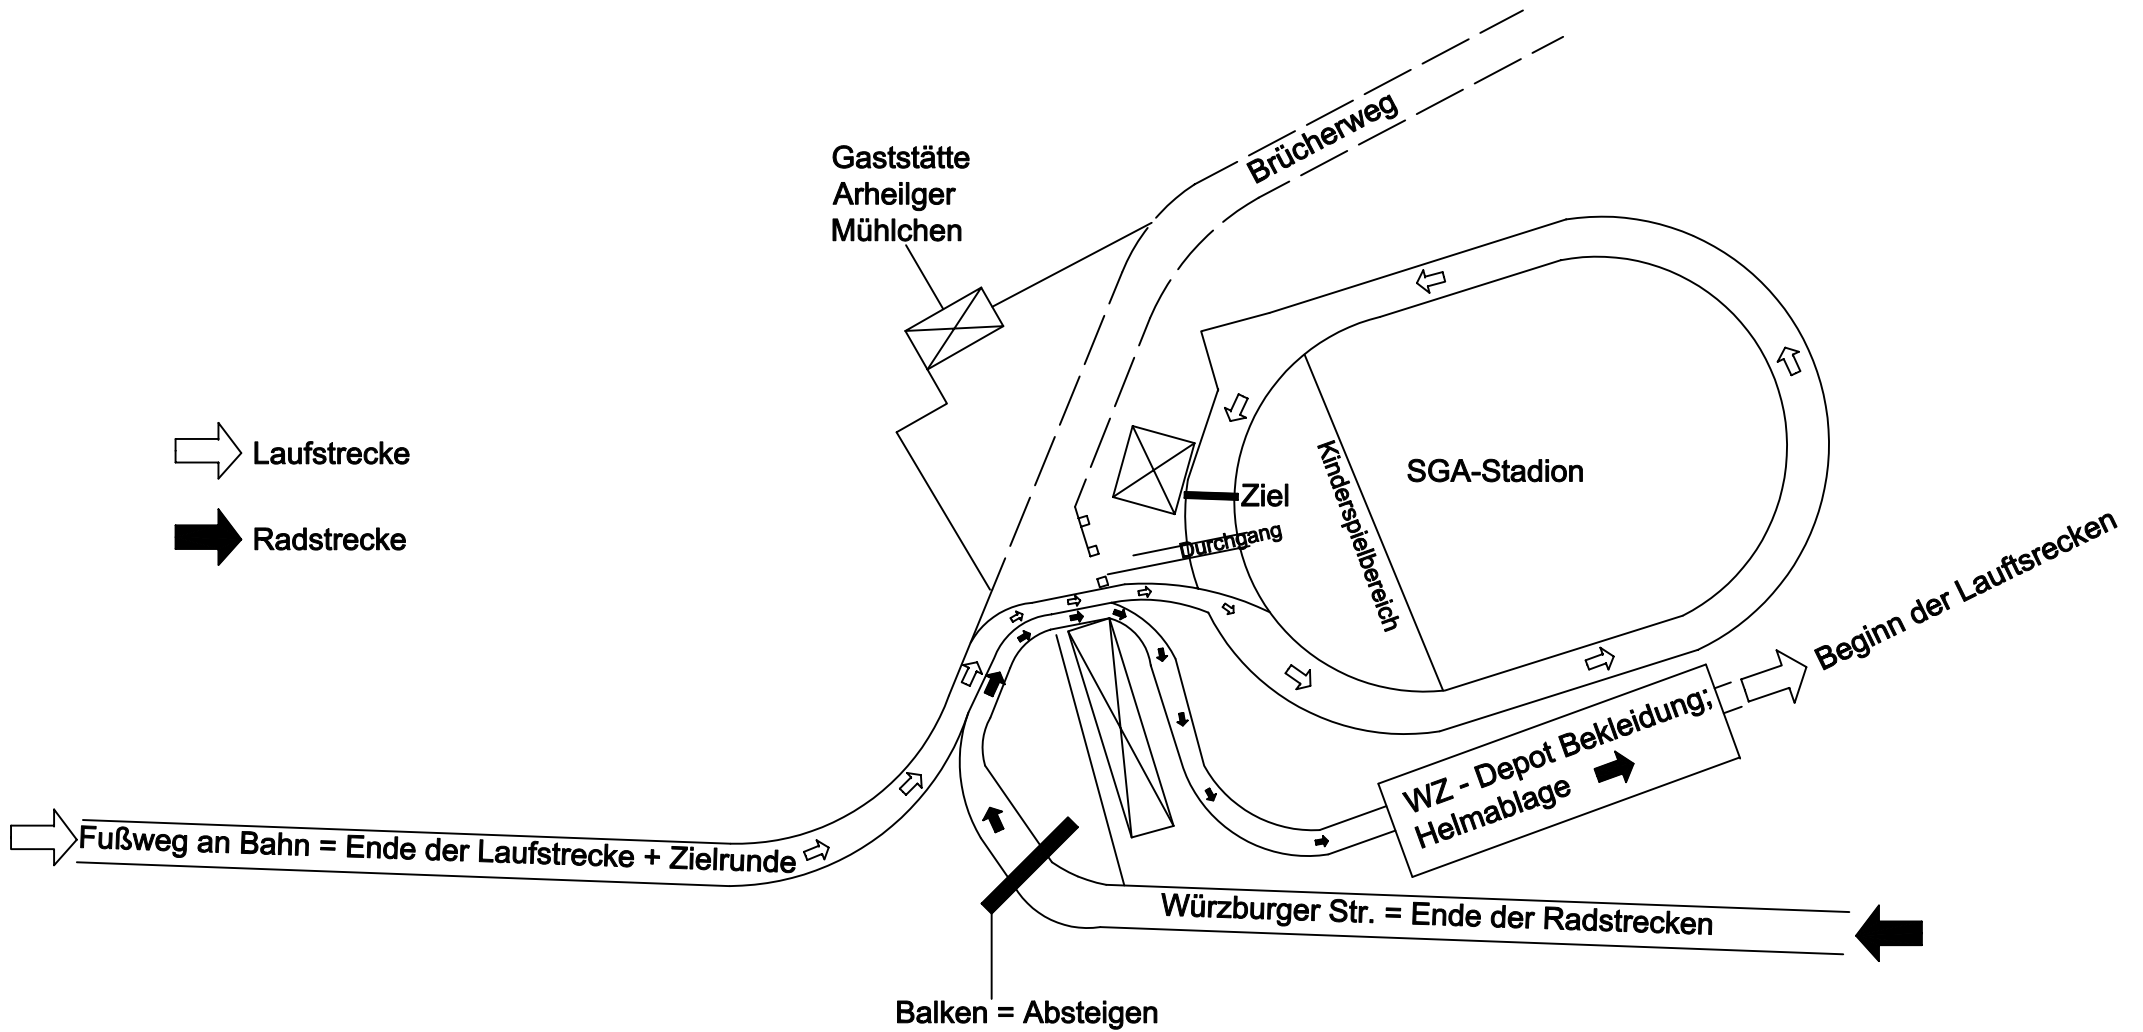 Brücherweg
Gaststätte
Arheilger
Mühlchen
Laufstrecke
Radstrecke
SGA-Stadion
Kinderspielbereich
Ziel
Durchgang
Beginn der Lauftsrecken
WZ - Depot Bekleidung;
Helmablage
Fußweg an Bahn = Ende der Laufstrecke + Zielrunde
Würzburger Str. = Ende der Radstrecken
Balken = Absteigen